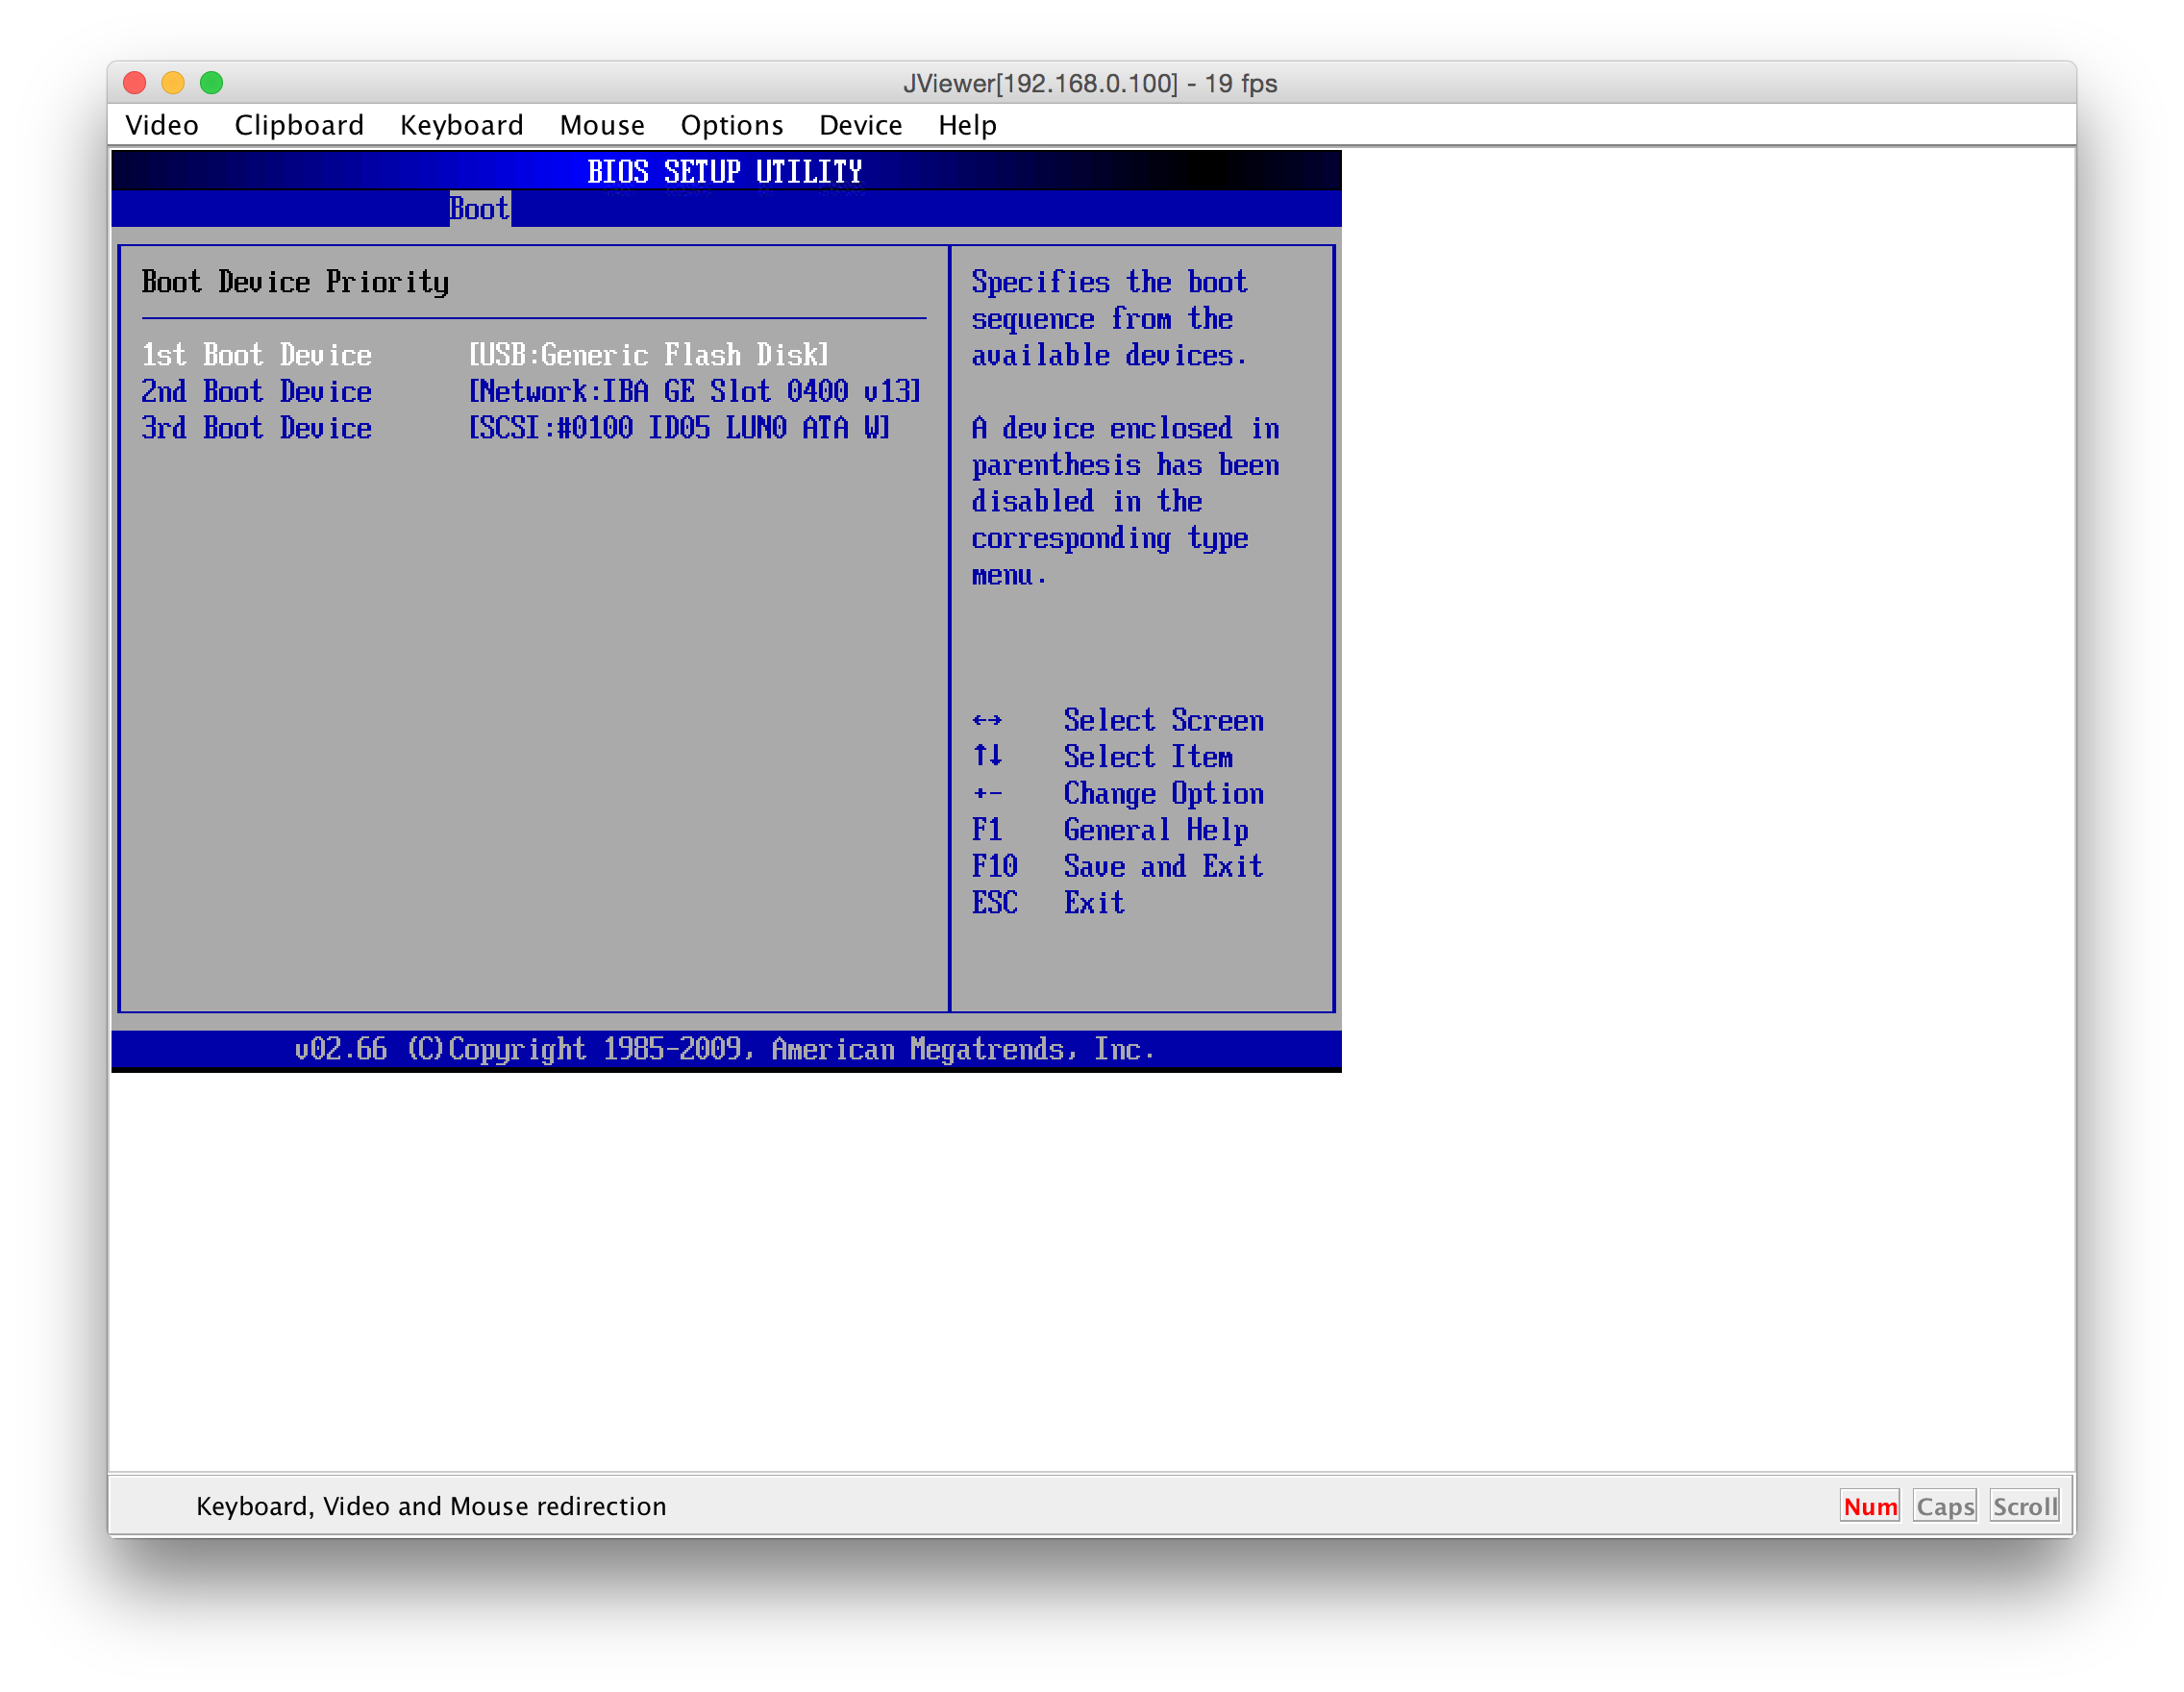 JViewer[192.168.0.100] - 19 fps
Video Clipboard Keyboard Mouse Options Device Help
BIOS SETUP UTILITY
Boot
Boot Device Priority
1st Boot Device [USB:Generic Flash Disk]
2nd Boot Device [Network:IBA GE Slot 0400 v13]
3rd Boot Device [SCSI:#0100 ID05 LUN0 ATA W]
Specifies the boot
sequence from the
available devices.
A device enclosed in
parenthesis has been
disabled in the
corresponding type
menu.
←→ Select Screen
↑↓ Select Item
+- Change Option
F1 General Help
F10 Save and Exit
ESC Exit
v02.66 (C)Copyright 1985-2009, American Megatrends, Inc.
Keyboard, Video and Mouse redirection
Num Caps Scroll